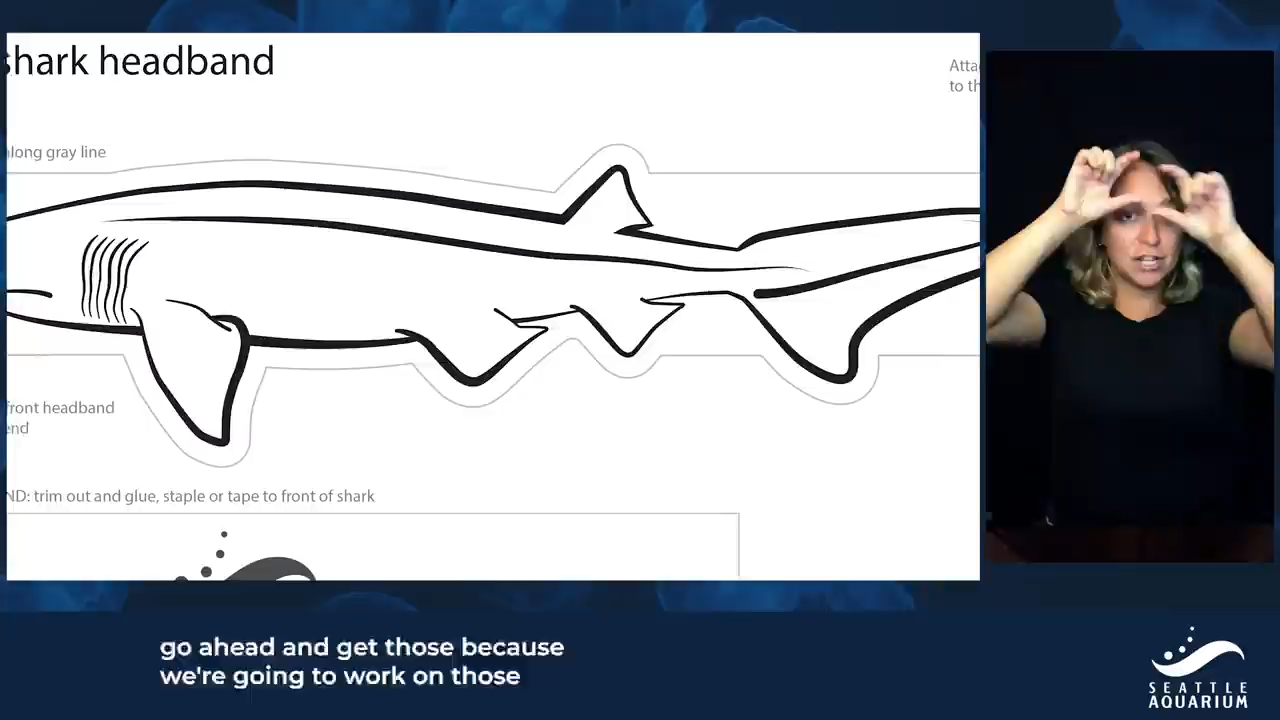 shark headband
Atta
to th
along gray line
front headband
end
ND: trim out and glue, staple or tape to front of shark
go ahead and get those because
we're going to work on those
SEATTLE
AQUARIUM